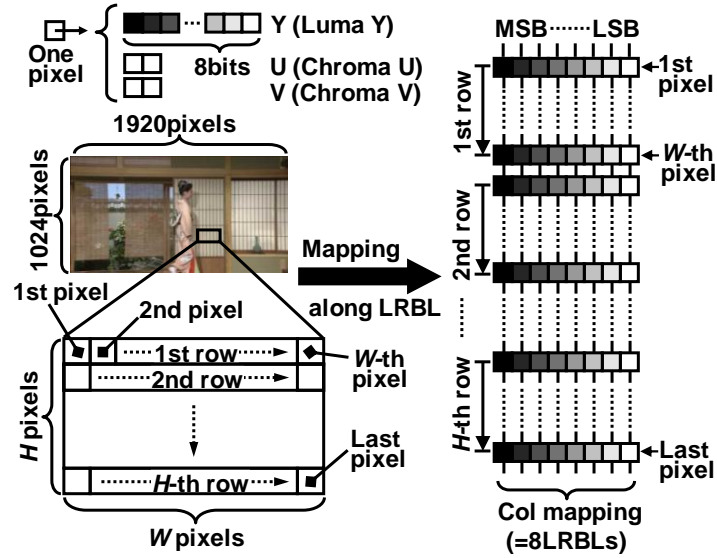 One
pixel
Y (Luma Y)
8bits
U (Chroma U)
V (Chroma V)
1920pixels
1024pixels
1st pixel
2nd pixel
1st row
2nd row
H-th row
W-th
pixel
Last
pixel
H pixels
W pixels
Mapping
along LRBL
MSB LSB
1st row
2nd row
H-th row
1st
pixel
W-th
pixel
Last
pixel
Col mapping
(=8LRBLs)